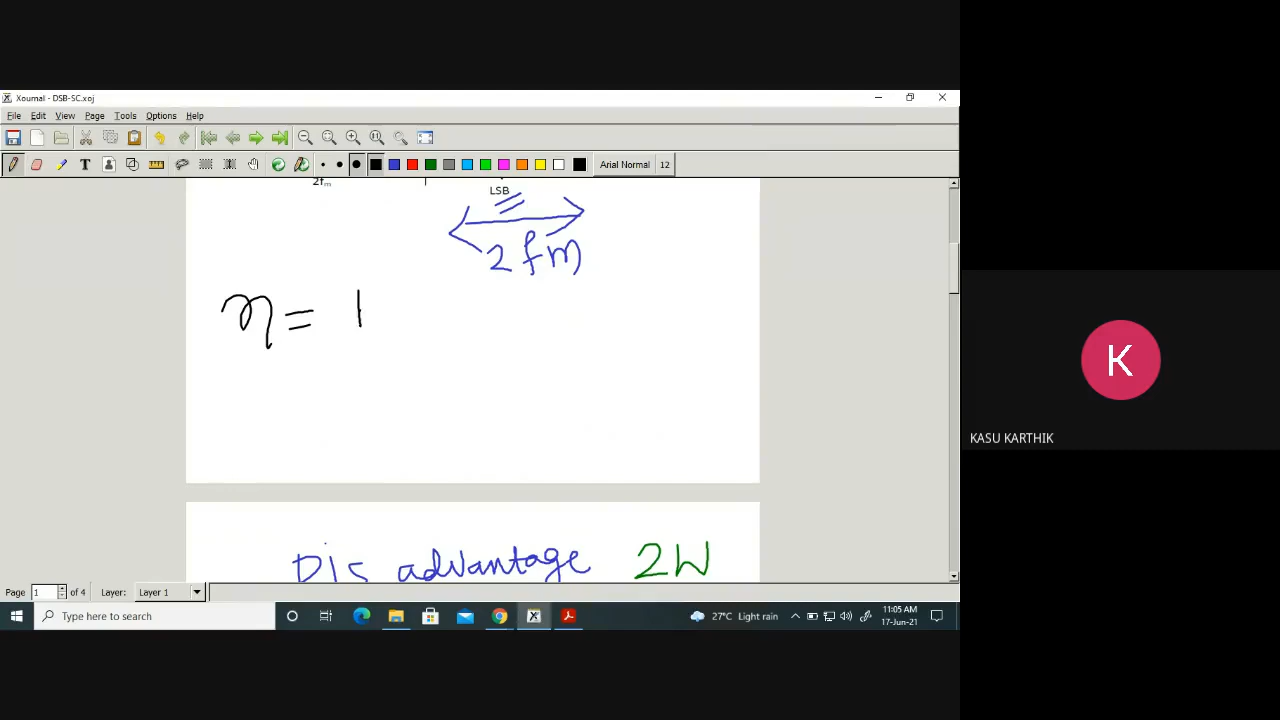 Xournal - DSB-SC.xoj
File Edit View Page Tools Options Help
Arial Normal 12
2fm
LSB
2 fm
η = 1
Dis advantage 2W
Page 1 of 4 Layer: Layer 1
Type here to search
27°C Light rain
11:05 AM
17-Jun-21
K
KASU KARTHIK